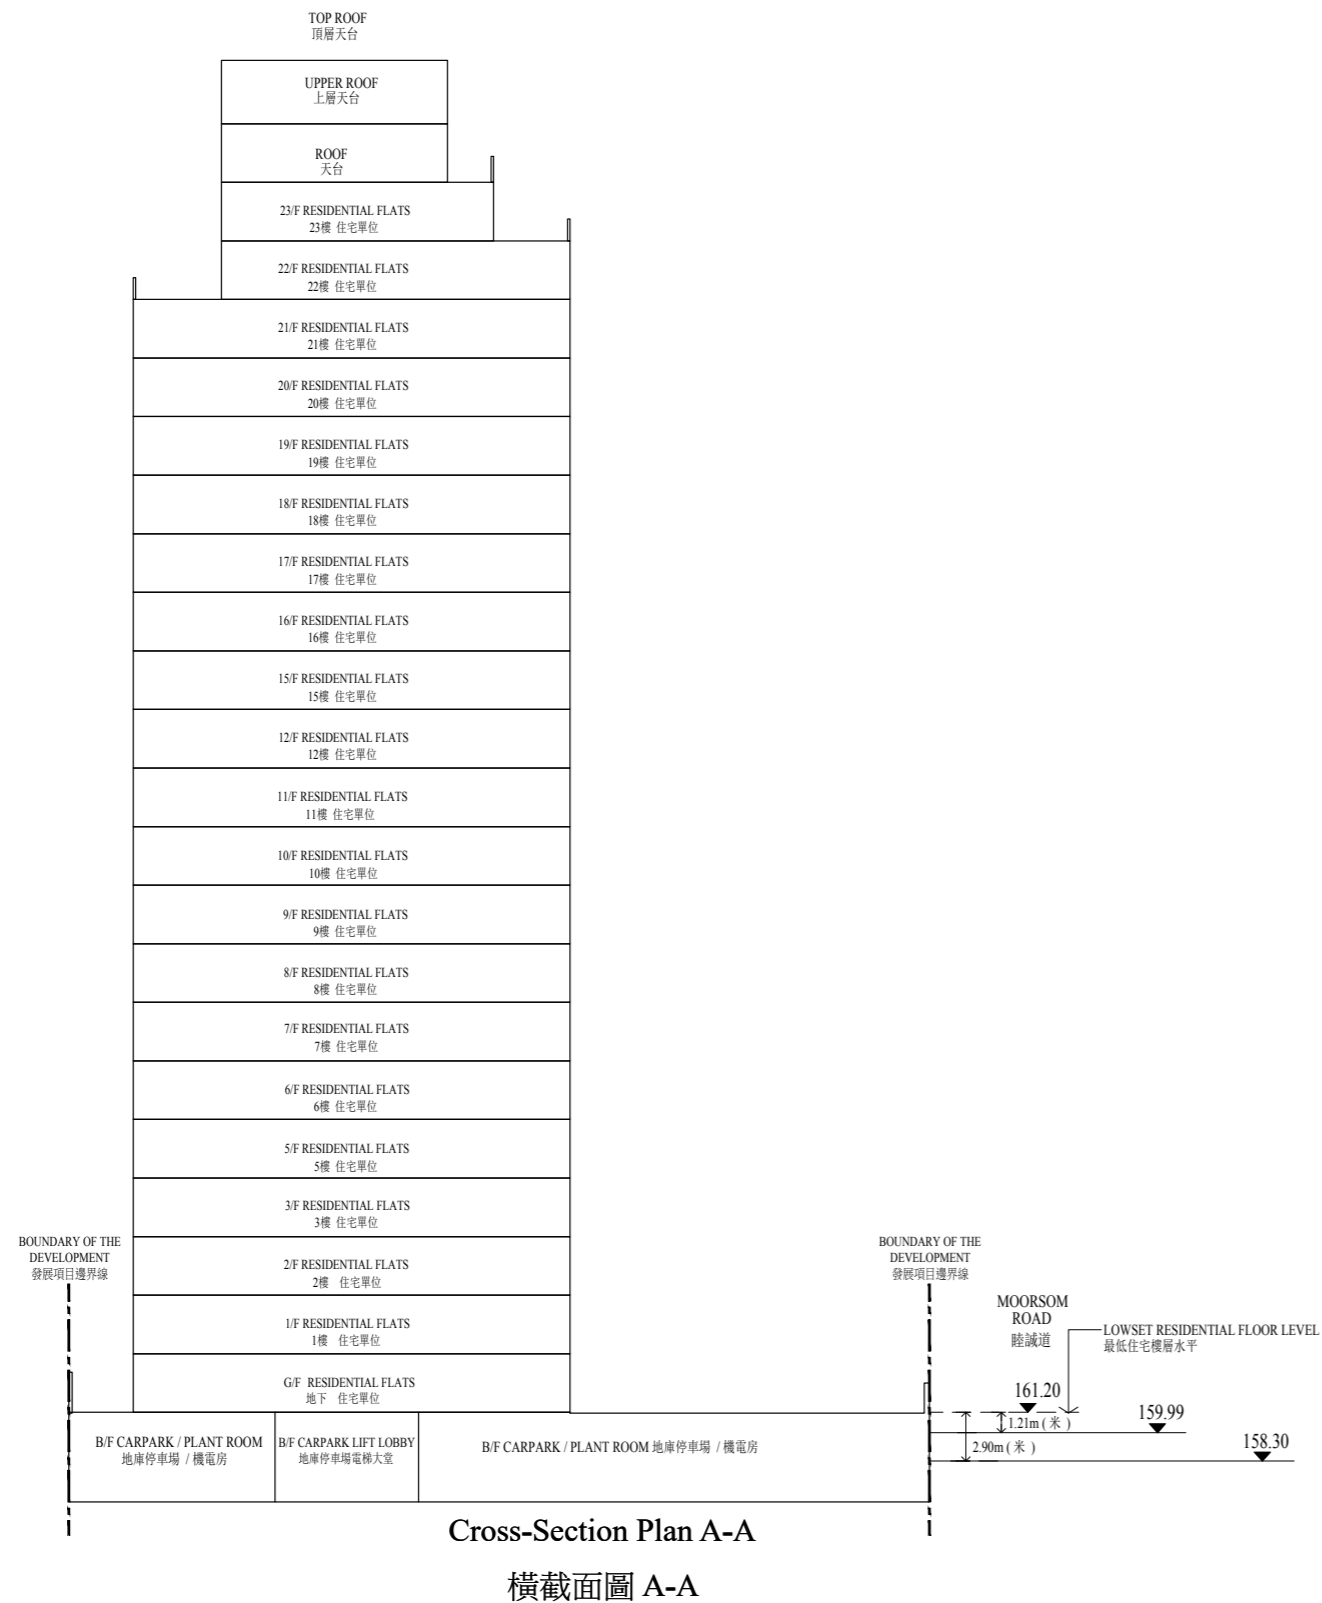 TOP ROOF
頂層天台
UPPER ROOF
上層天台
ROOF
天台
23/F RESIDENTIAL FLATS
23樓 住宅單位
22/F RESIDENTIAL FLATS
22樓 住宅單位
21/F RESIDENTIAL FLATS
21樓 住宅單位
20/F RESIDENTIAL FLATS
20樓 住宅單位
19/F RESIDENTIAL FLATS
19樓 住宅單位
18/F RESIDENTIAL FLATS
18樓 住宅單位
17/F RESIDENTIAL FLATS
17樓 住宅單位
16/F RESIDENTIAL FLATS
16樓 住宅單位
15/F RESIDENTIAL FLATS
15樓 住宅單位
12/F RESIDENTIAL FLATS
12樓 住宅單位
11/F RESIDENTIAL FLATS
11樓 住宅單位
10/F RESIDENTIAL FLATS
10樓 住宅單位
9/F RESIDENTIAL FLATS
9樓 住宅單位
8/F RESIDENTIAL FLATS
8樓 住宅單位
7/F RESIDENTIAL FLATS
7樓 住宅單位
6/F RESIDENTIAL FLATS
6樓 住宅單位
5/F RESIDENTIAL FLATS
5樓 住宅單位
3/F RESIDENTIAL FLATS
3樓 住宅單位
2/F RESIDENTIAL FLATS
2樓 住宅單位
1/F RESIDENTIAL FLATS
1樓 住宅單位
G/F RESIDENTIAL FLATS
地下 住宅單位
BOUNDARY OF THE
DEVELOPMENT
發展項目邊界線
BOUNDARY OF THE
DEVELOPMENT
發展項目邊界線
MOORSOM
ROAD
睦誠道
LOWSET RESIDENTIAL FLOOR LEVEL
最低住宅樓層水平
161.20
159.99
158.30
1.21m ( 米 )
2.90m ( 米 )
B/F CARPARK / PLANT ROOM
地庫停車場 / 機電房
B/F CARPARK LIFT LOBBY
地庫停車場電梯大堂
B/F CARPARK / PLANT ROOM 地庫停車場 / 機電房
Cross-Section Plan A-A
橫截面圖 A-A